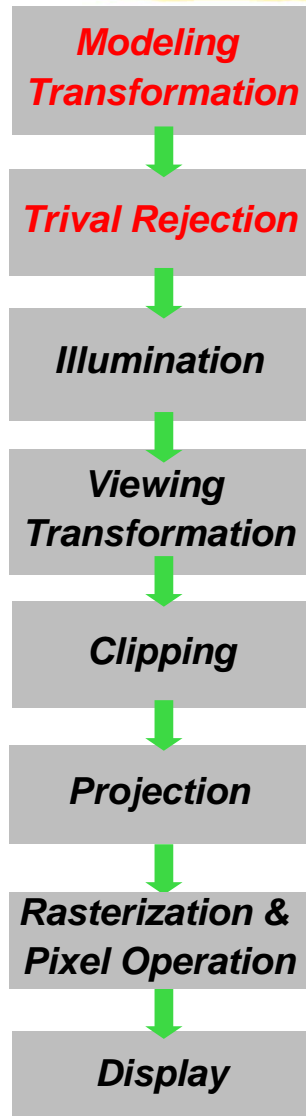 Modeling
Transformation
Trival Rejection
Illumination
Viewing
Transformation
Clipping
Projection
Rasterization &
Pixel Operation
Display